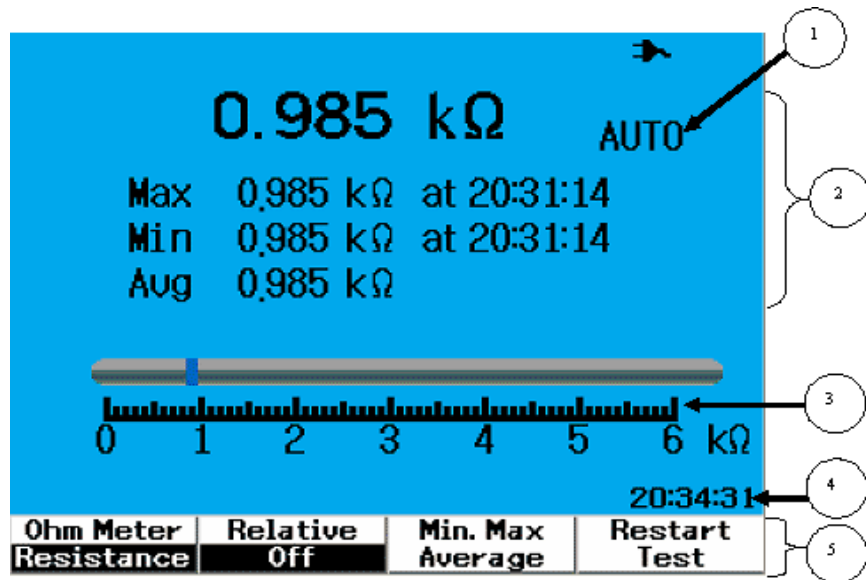 1
0.985 kΩ
AUTO
Max 0.985 kΩ at 20:31:14
2
Min 0.985 kΩ at 20:31:14
Avg 0.985 kΩ
3
0 1 2 3 4 5 6 kΩ
4
20:34:31
Ohm Meter Relative Min. Max Restart
Resistance Off Average Test
5